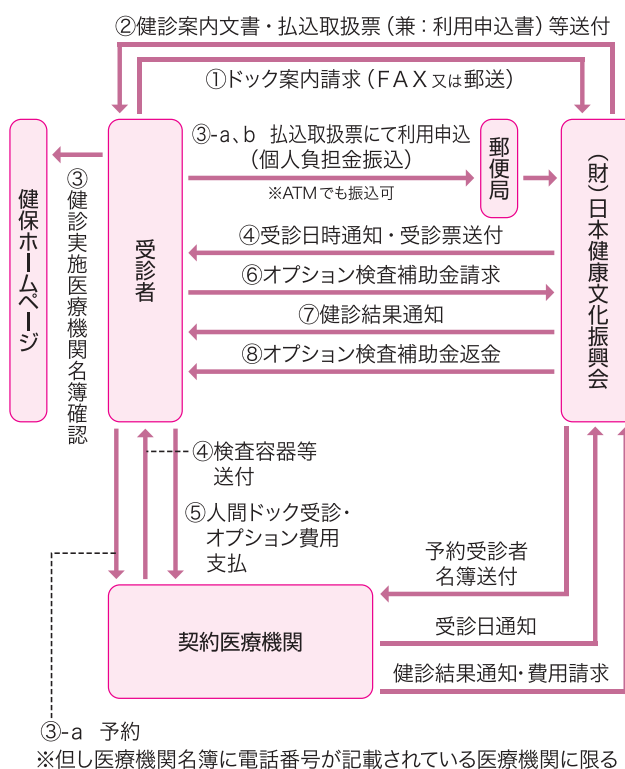 ②健診案内文書・払込取扱票（兼：利用申込書）等送付
①ドック案内請求（FAX又は郵送）
健保ホームページ
③健診実施医療機関名簿確認
受診者
③-a、b 払込取扱票にて利用申込
（個人負担金振込）
※ATMでも振込可
郵便局
（財）日本健康文化振興会
④受診日時通知・受診票送付
⑥オプション検査補助金請求
⑦健診結果通知
⑧オプション検査補助金返金
④検査容器等
送付
⑤人間ドック受診・
オプション費用
支払
予約受診者
名簿送付
契約医療機関
受診日通知
健診結果通知・費用請求
③-a 予約
※但し医療機関名簿に電話番号が記載されている医療機関に限る